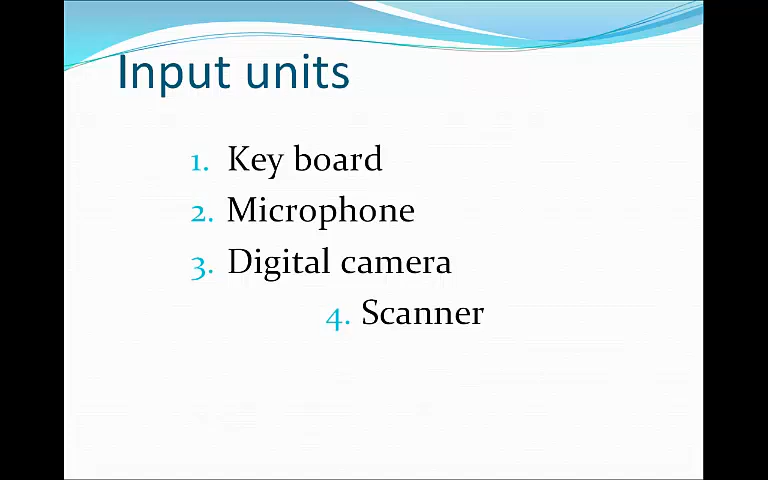 Input units
1. Key board
2. Microphone
3. Digital camera
4. Scanner